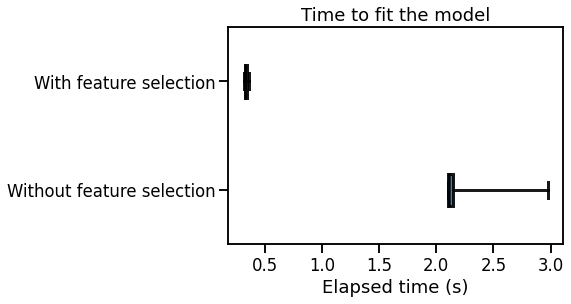 Time to fit the model
With feature selection
Without feature selection
0.5 1.0 1.5 2.0 2.5 3.0
Elapsed time (s)